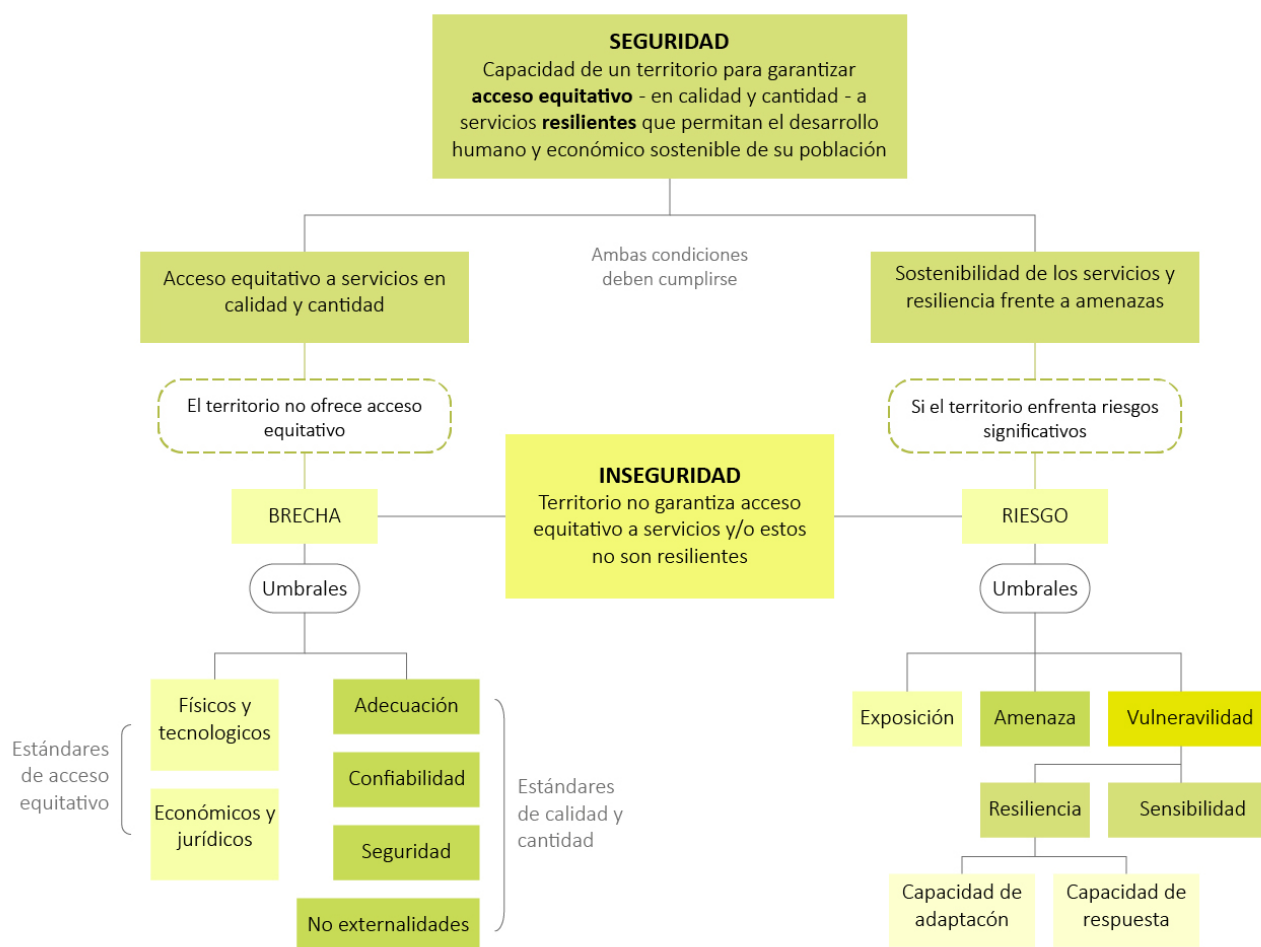 SEGURIDAD
Capacidad de un territorio para garantizar
acceso equitativo - en calidad y cantidad - a
servicios resilientes que permitan el desarrollo
humano y económico sostenible de su población
Ambas condiciones
deben cumplirse
Acceso equitativo a servicios en
calidad y cantidad
Sostenibilidad de los servicios y
resiliencia frente a amenazas
El territorio no ofrece acceso
equitativo
Si el territorio enfrenta riesgos
significativos
INSEGURIDAD
Territorio no garantiza acceso
equitativo a servicios y/o estos
no son resilientes
BRECHA
RIESGO
Umbrales
Umbrales
Estándares
de acceso
equitativo
Físicos y
tecnologicos
Económicos y
jurídicos
Adecuación
Confiabilidad
Seguridad
No externalidades
Estándares
de calidad y
cantidad
Exposición
Amenaza
Vulneravilidad
Resiliencia
Sensibilidad
Capacidad de
adaptacón
Capacidad de
respuesta